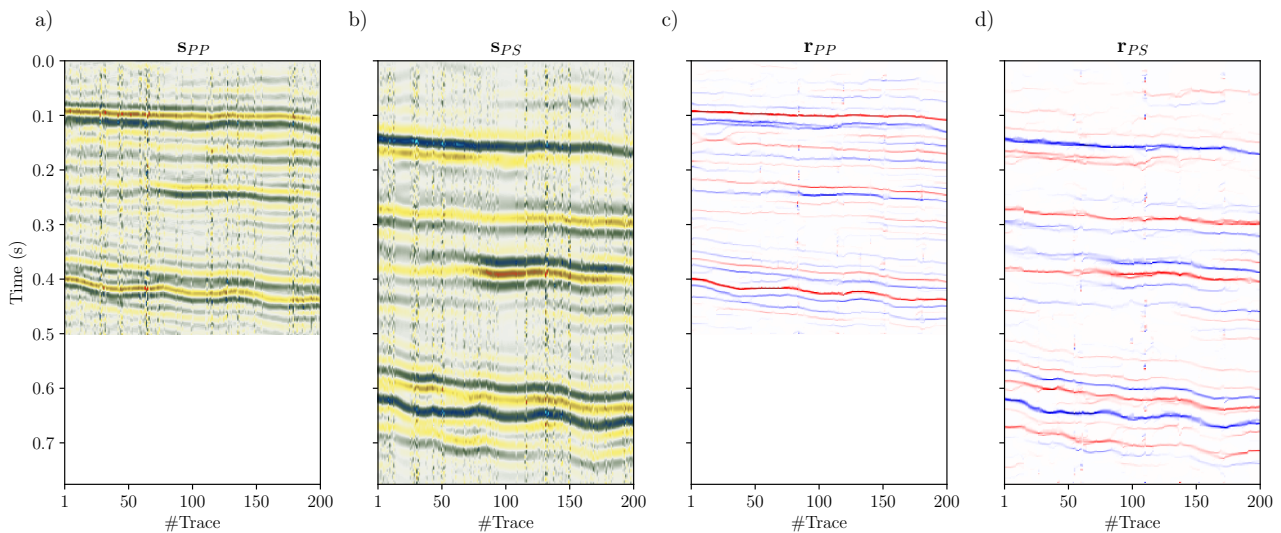 a) b) c) d)
s_PP s_PS r_PP r_PS
0.0
0.1
0.2
0.3
0.4
0.5
0.6
0.7
Time (s)
1 50 100 150 200 1 50 100 150 200 1 50 100 150 200 1 50 100 150 200
#Trace #Trace #Trace #Trace